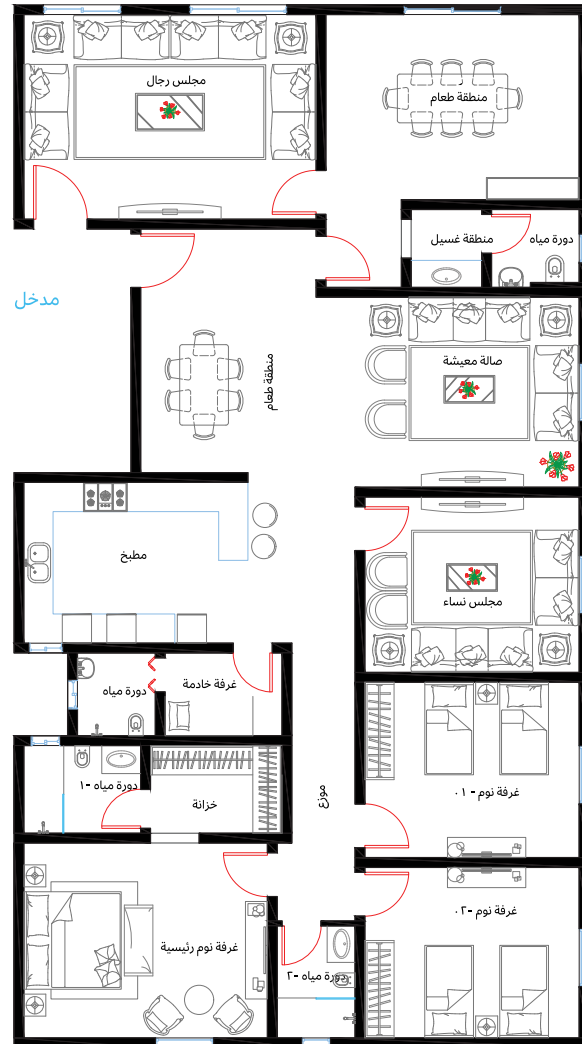 مجلس رجال
منطقة طعام
منطقة غسيل
دورة مياه
مدخل
منطقة طعام
صالة معيشة
مطبخ
مجلس نساء
غرفة خادمة
دورة مياه
دورة مياه -١
خزانة
موزع
غرفة نوم - ٠١
غرفة نوم -٠٢
غرفة نوم رئيسية
دورة مياه -٢